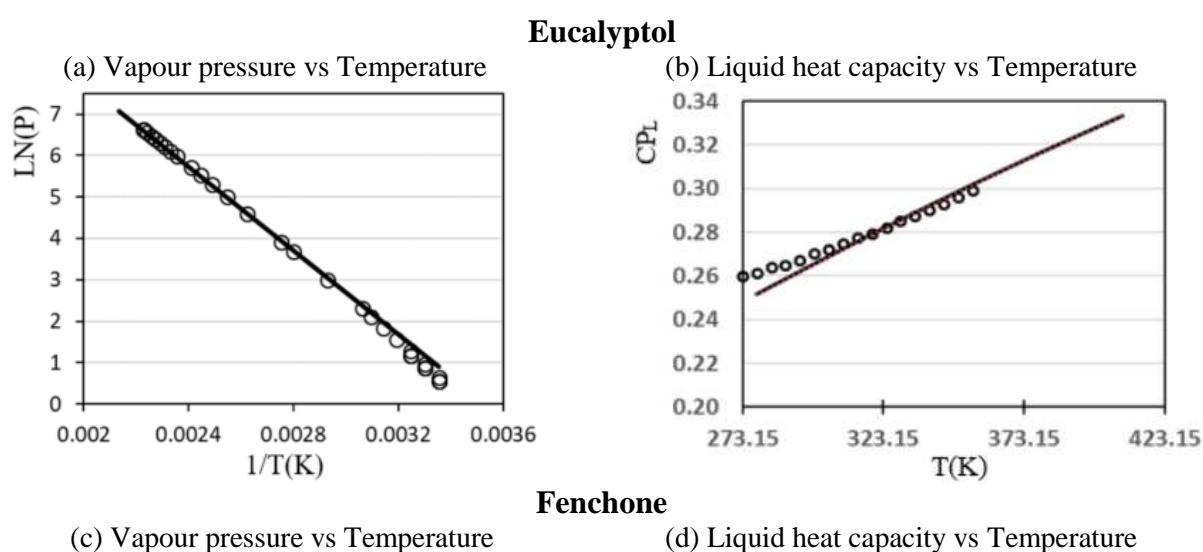 Eucalyptol
(a) Vapour pressure vs Temperature
7
6
5
4
3
2
1
0
LN(P)
0.002 0.0024 0.0028 0.0032 0.0036
1/T(K)
(b) Liquid heat capacity vs Temperature
0.34
0.32
0.30
0.28
0.26
0.24
0.22
0.20
CPL
273.15 323.15 373.15 423.15
T(K)
Fenchone
(c) Vapour pressure vs Temperature
(d) Liquid heat capacity vs Temperature